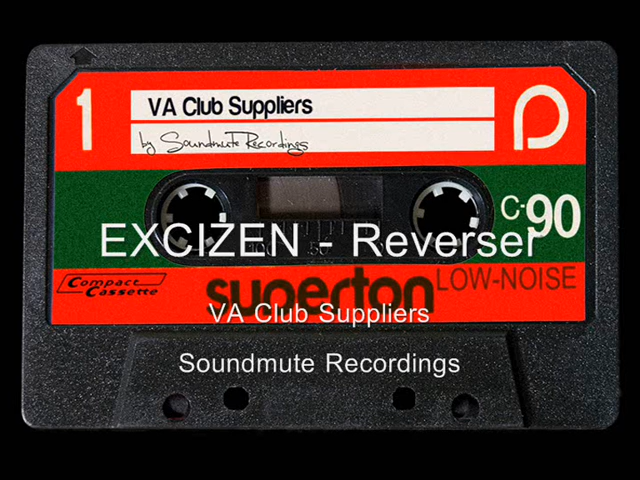 1
VA Club Suppliers
by Soundmute Recordings
C-90
EXCIZEN - Reverser
LOW-NOISE
Compact
Cassette
superton
VA Club Suppliers
Soundmute Recordings